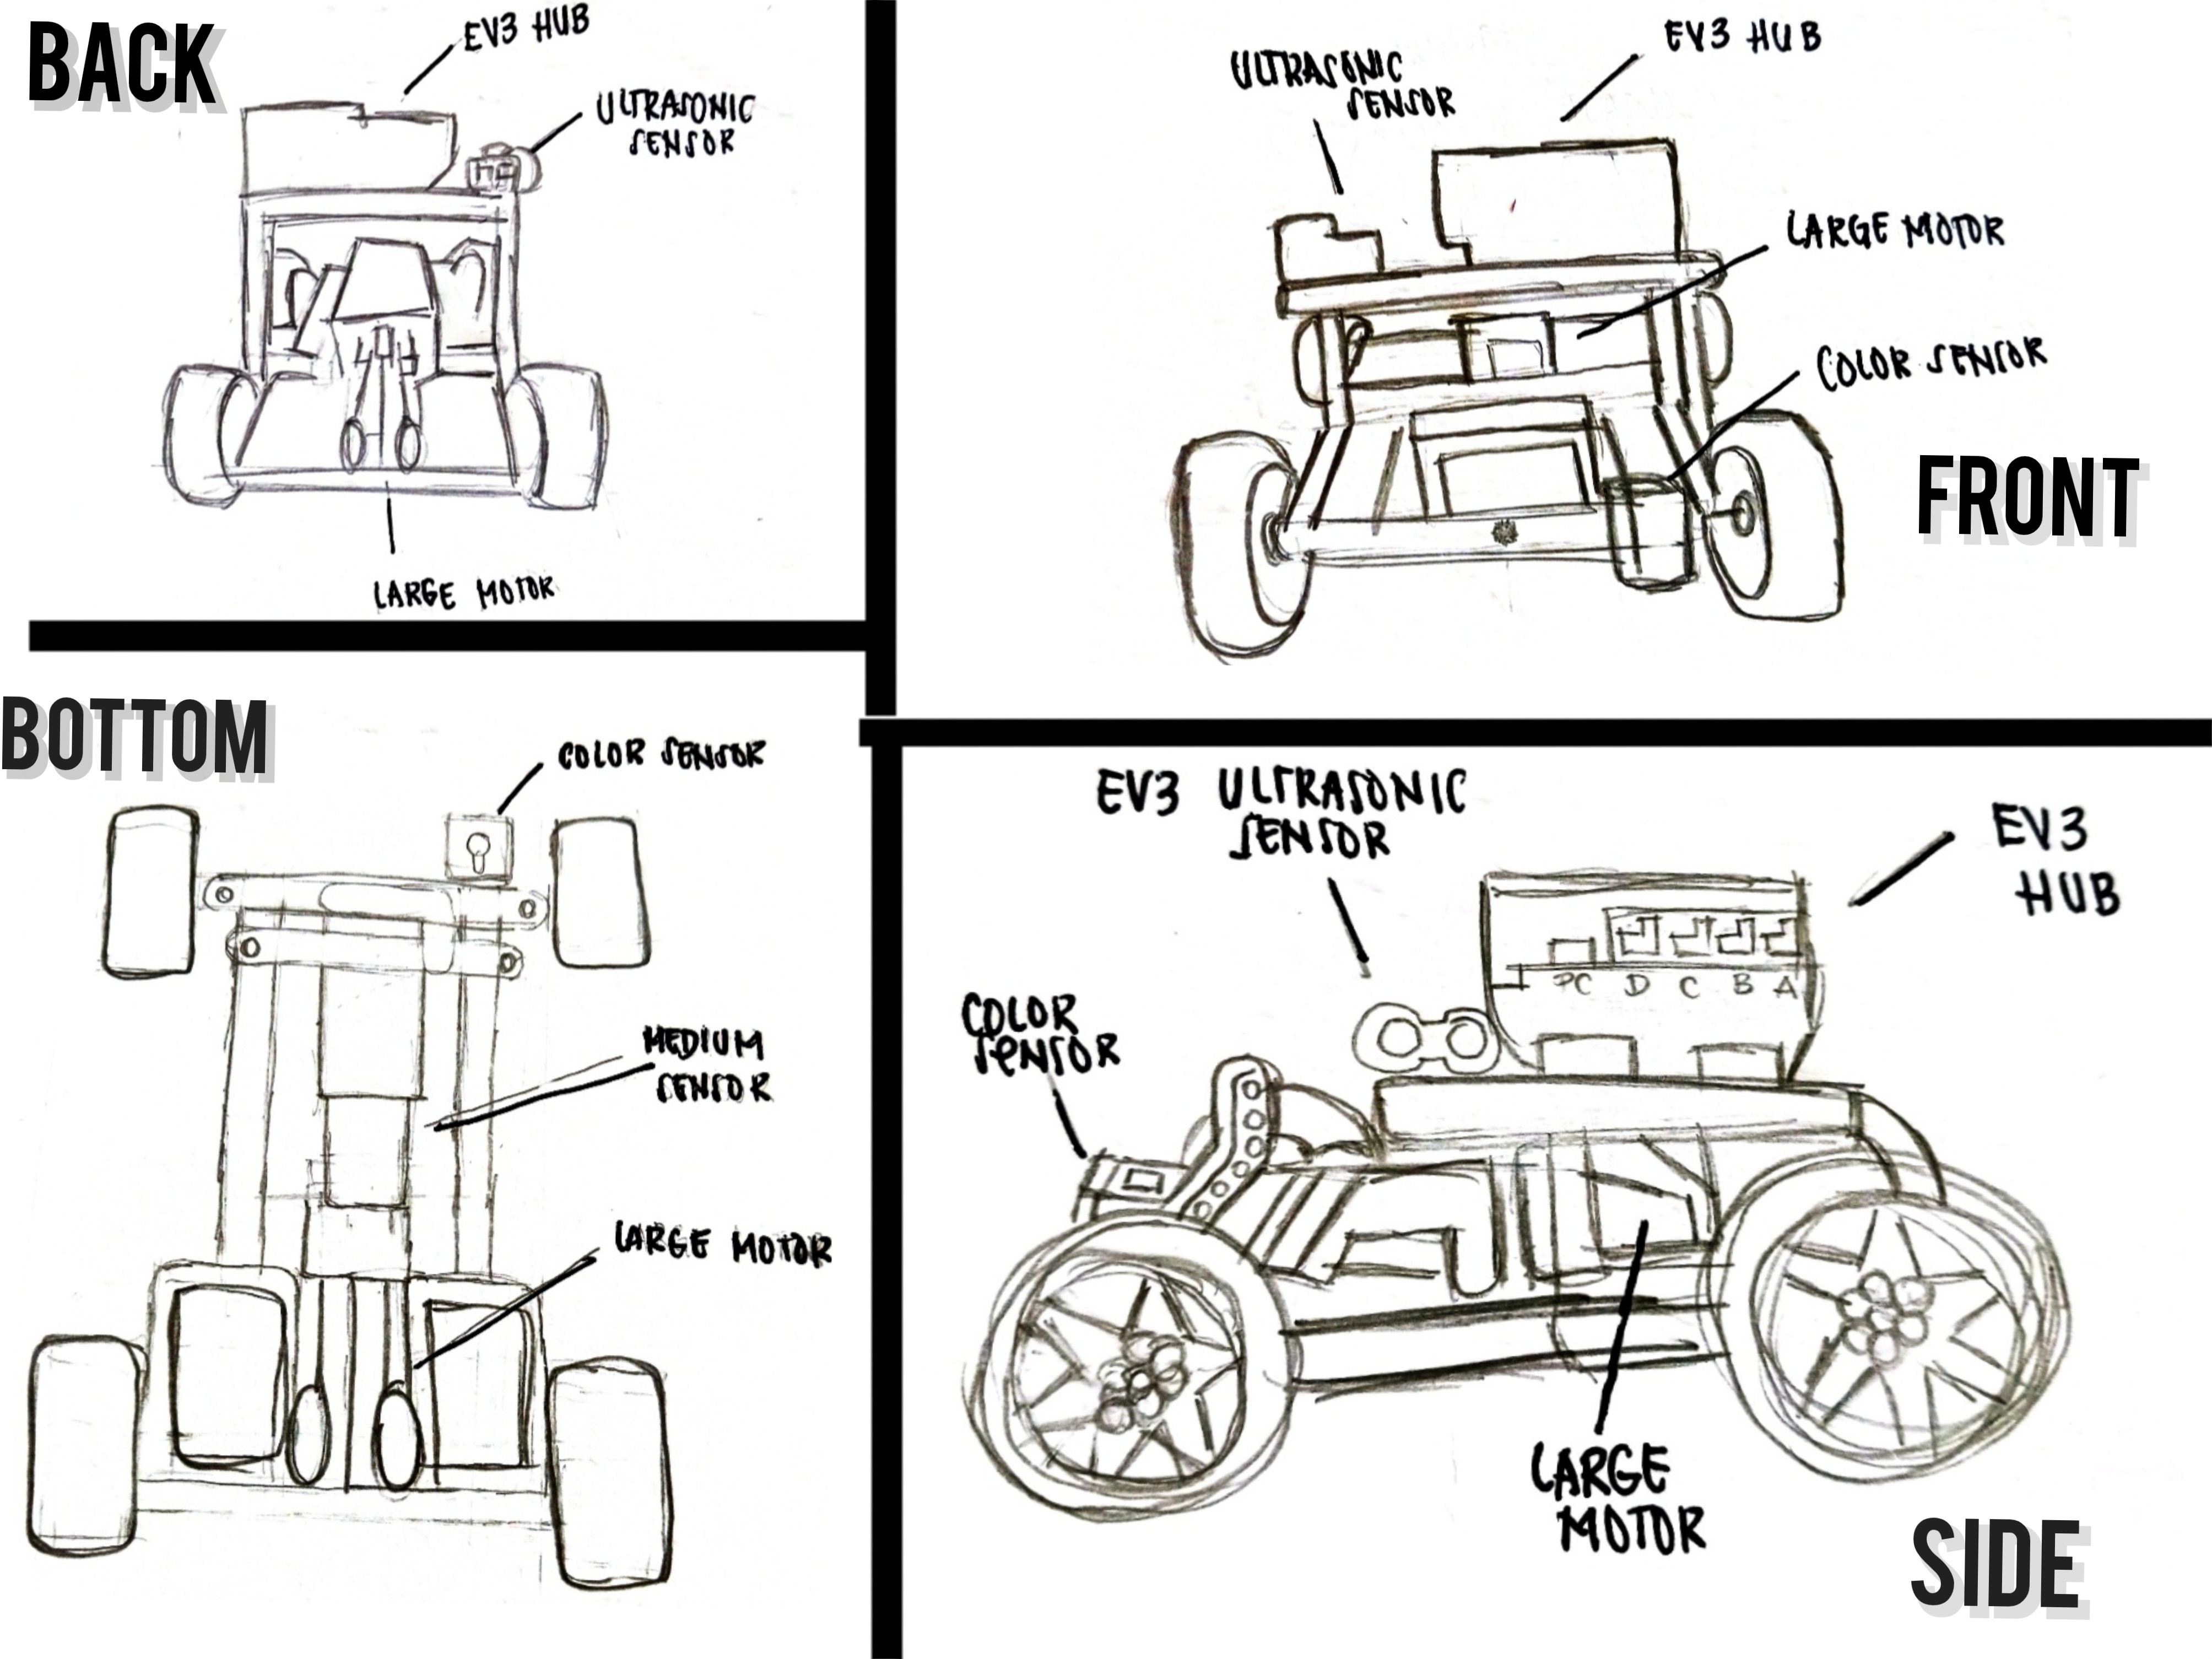 BACK
EV3 HUB
ULTRASONIC
SENSOR
LARGE MOTOR
ULTRASONIC
SENSOR
EV3 HUB
LARGE MOTOR
COLOR SENSOR
FRONT
BOTTOM
COLOR SENSOR
MEDIUM
SENSOR
LARGE MOTOR
EV3 ULTRASONIC
SENSOR
EV3
HUB
COLOR
SENSOR
PC D C B A
LARGE
MOTOR
SIDE